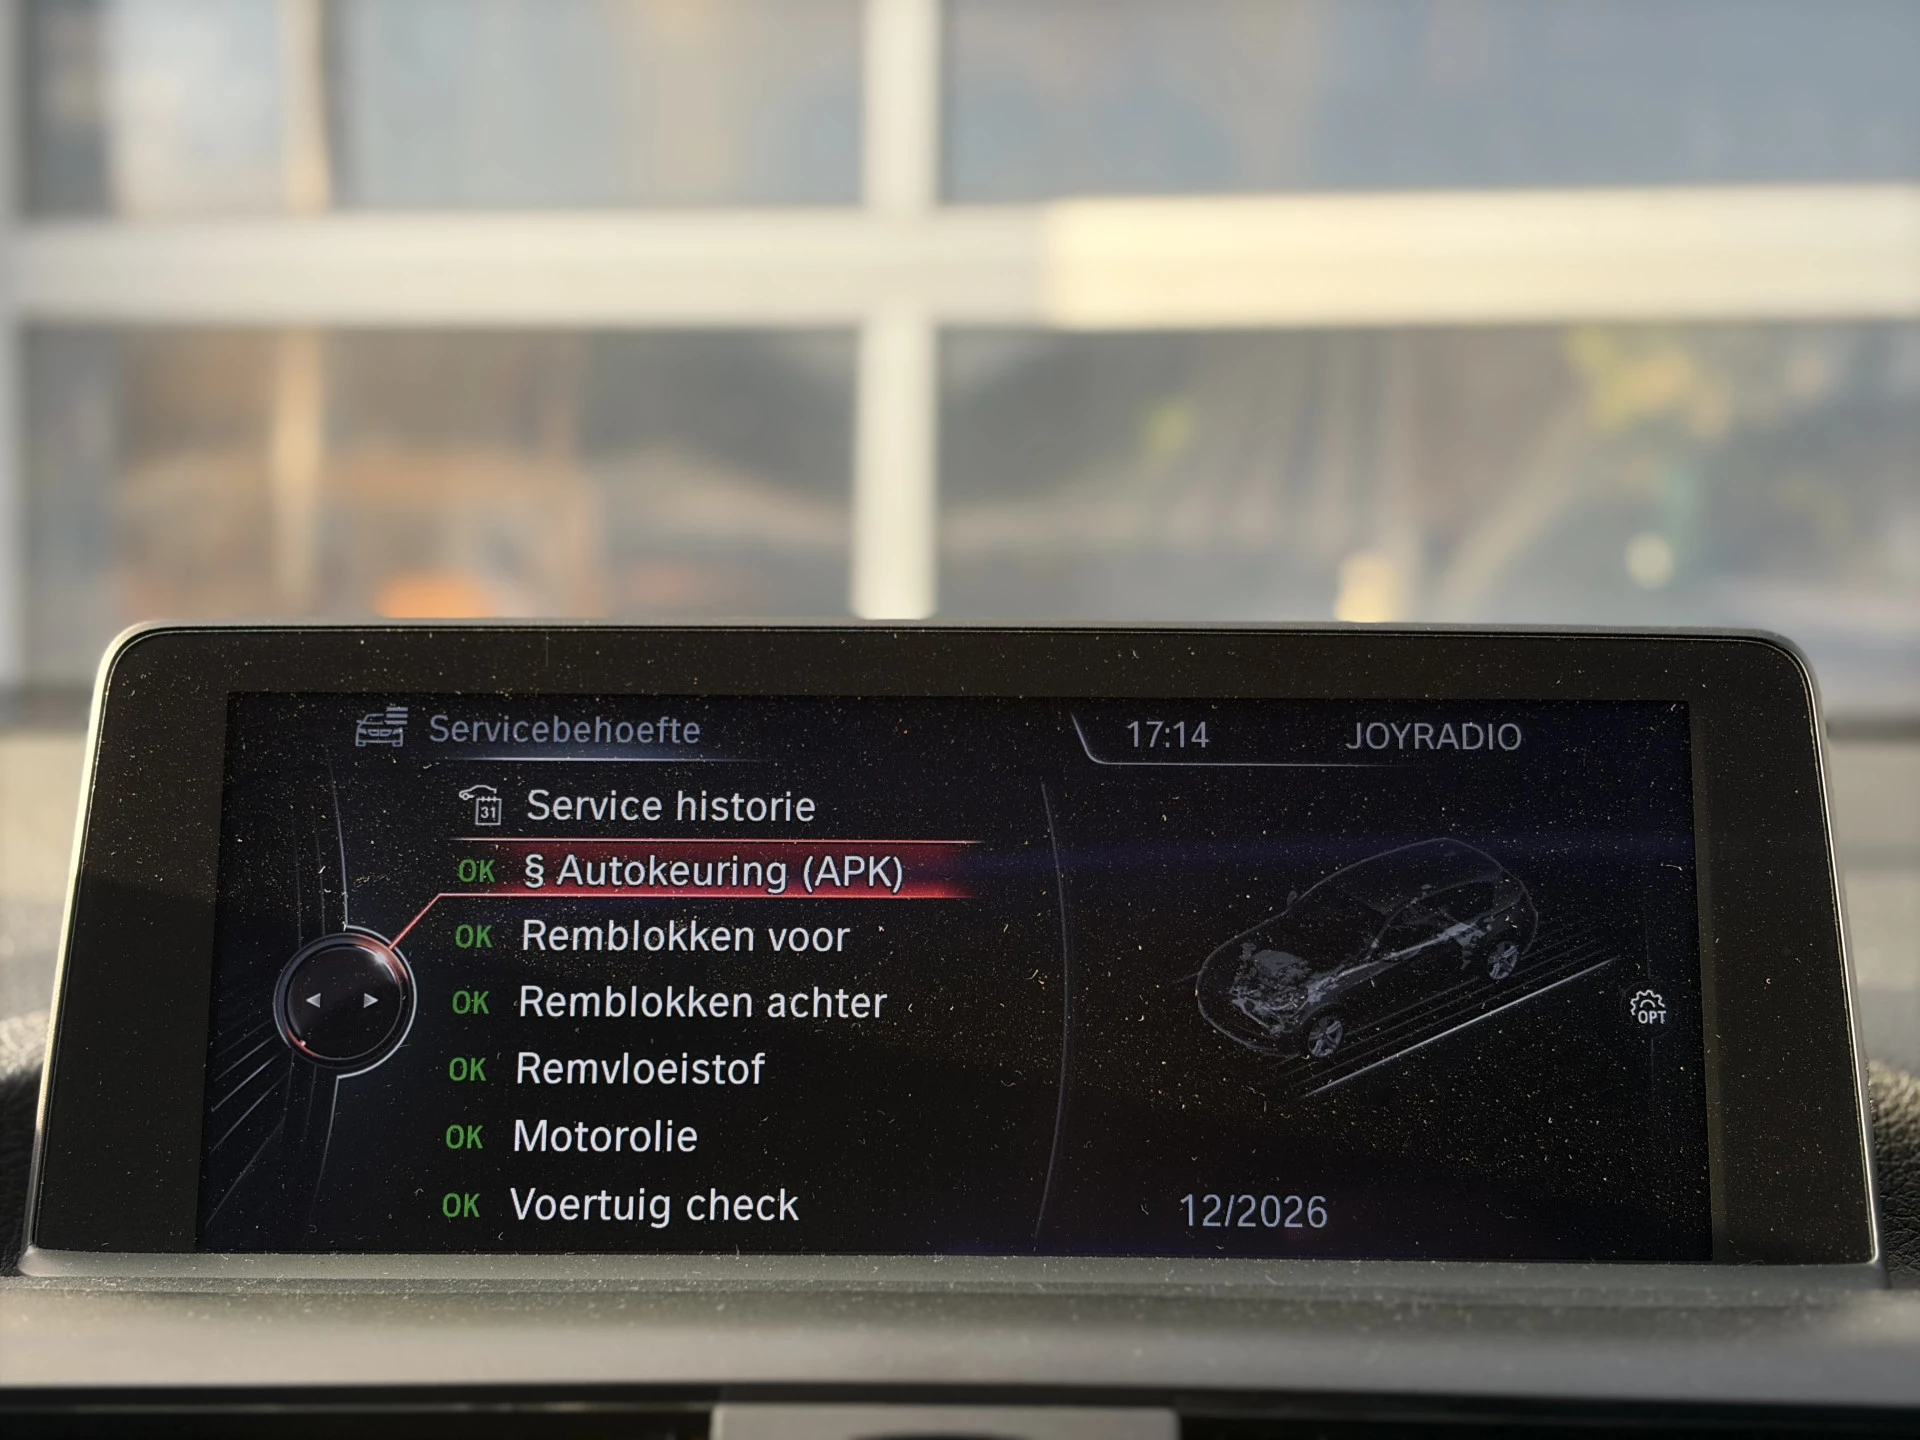 Servicebehoefte
17:14 JOYRADIO
31 Service historie
OK § Autokeuring (APK)
OK Remblokken voor
OK Remblokken achter
OK Remvloeistof
OK Motorolie
OK Voertuig check
OPT
12/2026